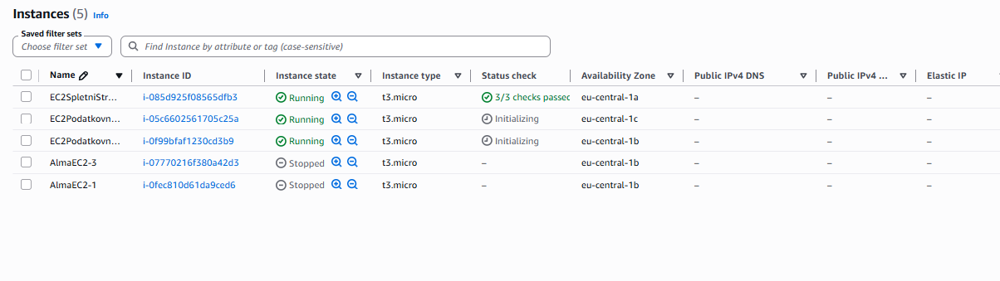 Instances (5) Info
Saved filter sets
Choose filter set Find Instance by attribute or tag (case-sensitive)
Name Instance ID Instance state Instance type Status check Availability Zone Public IPv4 DNS Public IPv4 ... Elastic IP
EC2SpletniStr... i-085d925f08565dfb3 Running t3.micro 3/3 checks passed eu-central-1a – – –
EC2Podatkovn... i-05c6602561705c25a Running t3.micro Initializing eu-central-1c – – –
EC2Podatkovn... i-0f99bfaf1230cd3b9 Running t3.micro Initializing eu-central-1b – – –
AlmaEC2-3 i-07770216f380a42d3 Stopped t3.micro – eu-central-1b – – –
AlmaEC2-1 i-0fec810d61da9ced6 Stopped t3.micro – eu-central-1b – – –